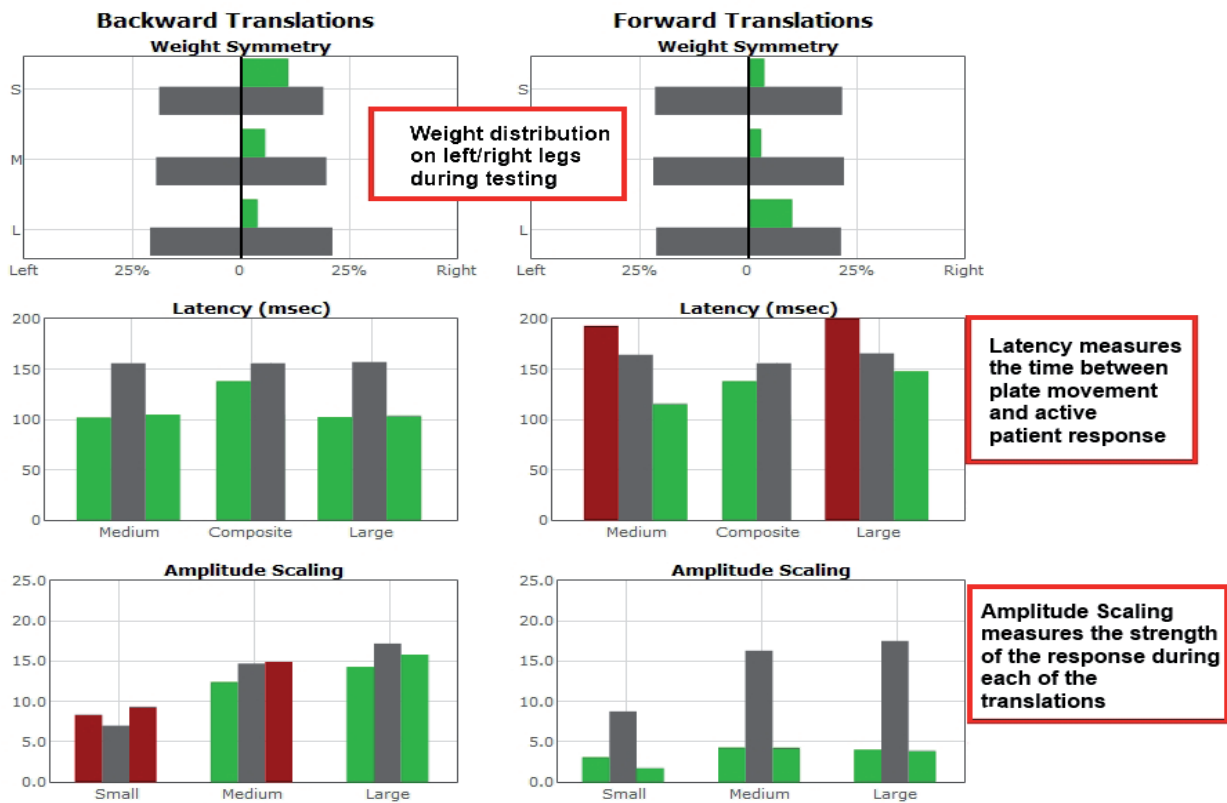 Backward Translations
Weight Symmetry
S
M
L
Left 25% 0 25% Right
Forward Translations
Weight Symmetry
S
M
L
Left 25% 0 25% Right
Weight distribution
on left/right legs
during testing
Latency (msec)
200
150
100
50
0
Medium Composite Large
Latency (msec)
200
150
100
50
0
Medium Composite Large
Latency measures
the time between
plate movement
and active
patient response
Amplitude Scaling
25.0
20.0
15.0
10.0
5.0
0.0
Small Medium Large
Amplitude Scaling
25.0
20.0
15.0
10.0
5.0
0.0
Small Medium Large
Amplitude Scaling
measures the strength
of the response during
each of the
translations